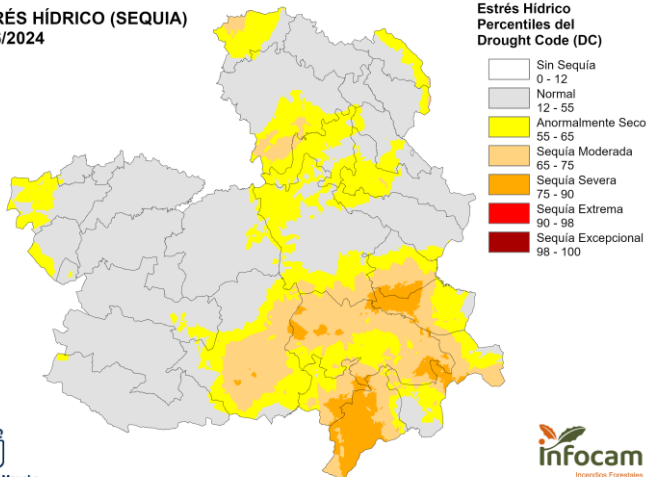 HÍDRICO (SEQUIA)
/2024
Estrés Hídrico
Percentiles del
Drought Code (DC)
Sin Sequía
0 - 12
Normal
12 - 55
Anormalmente Seco
55 - 65
Sequía Moderada
65 - 75
Sequía Severa
75 - 90
Sequía Extrema
90 - 98
Sequía Excepcional
98 - 100
infocam
Incendios Forestales